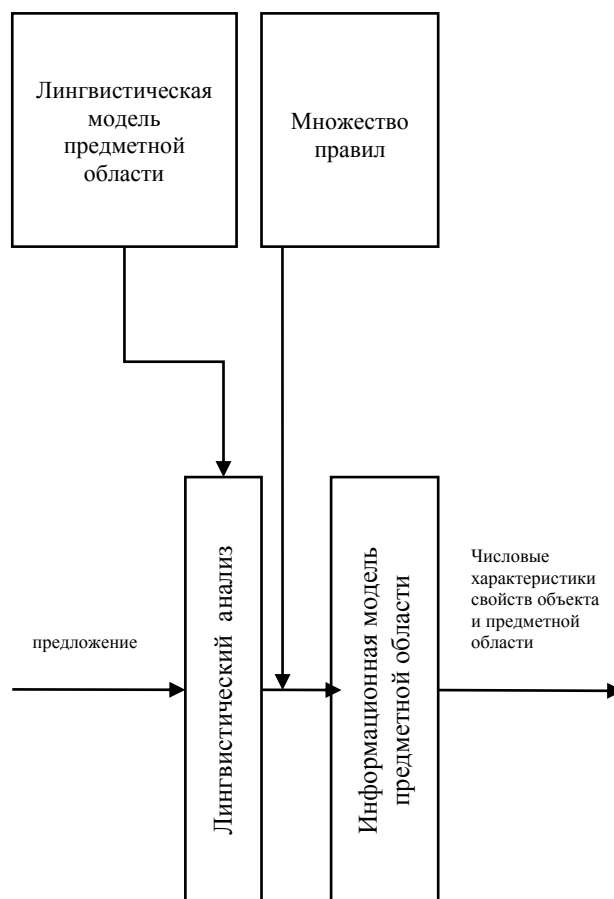 Лингвистическая
модель
предметной
области
Множество
правил
предложение
Лингвистический анализ
Информационная модель
предметной области
Числовые
характеристики
свойств объекта
и предметной
области